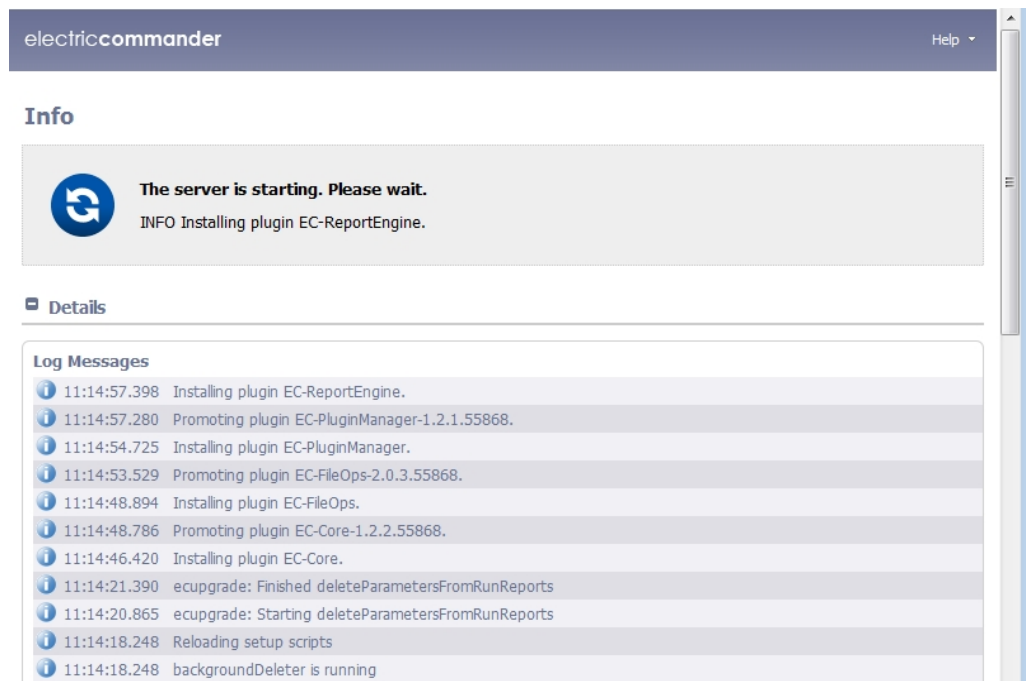 electriccommander
Help
Info
The server is starting. Please wait.
INFO Installing plugin EC-ReportEngine.
Details
Log Messages
11:14:57.398 Installing plugin EC-ReportEngine.
11:14:57.280 Promoting plugin EC-PluginManager-1.2.1.55868.
11:14:54.725 Installing plugin EC-PluginManager.
11:14:53.529 Promoting plugin EC-FileOps-2.0.3.55868.
11:14:48.894 Installing plugin EC-FileOps.
11:14:48.786 Promoting plugin EC-Core-1.2.2.55868.
11:14:46.420 Installing plugin EC-Core.
11:14:21.390 ecupgrade: Finished deleteParametersFromRunReports
11:14:20.865 ecupgrade: Starting deleteParametersFromRunReports
11:14:18.248 Reloading setup scripts
11:14:18.248 backgroundDeleter is running